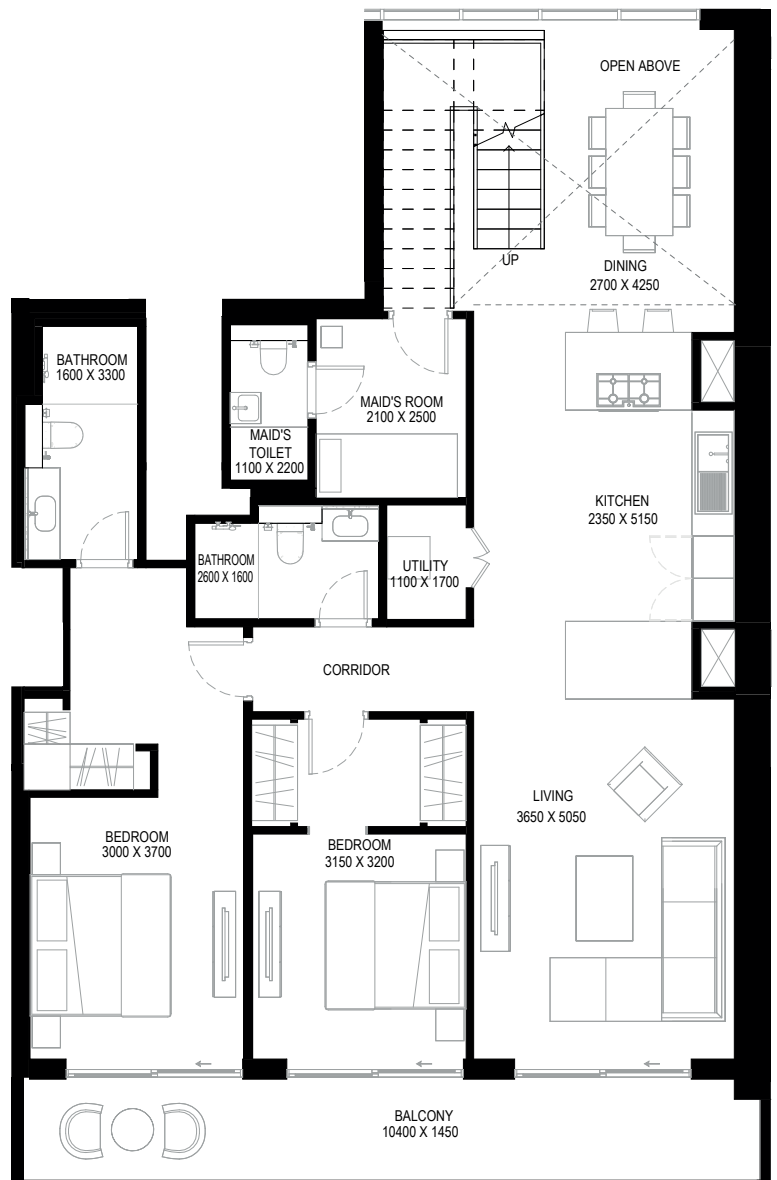 OPEN ABOVE
UP
DINING
2700 X 4250
BATHROOM
1600 X 3300
MAID'S ROOM
2100 X 2500
MAID'S
TOILET
1100 X 2200
KITCHEN
2350 X 5150
BATHROOM
2600 X 1600
UTILITY
1100 X 1700
CORRIDOR
LIVING
3650 X 5050
BEDROOM
3000 X 3700
BEDROOM
3150 X 3200
BALCONY
10400 X 1450